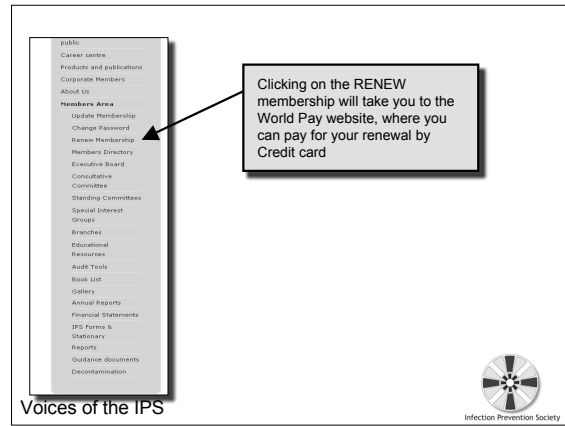 public
Career centre
Products and publications
Corporate Members
About Us
Members Area
Update Membership
Change Password
Renew Membership
Members Directory
Executive Board
Consultative
Committee
Standing Committees
Special Interest
Groups
Branches
Educational
Resources
Audit Tools
Book List
Gallery
Annual Reports
Financial Statements
IPS Forms &
Stationary
Reports
Guidance documents
Decontamination
Clicking on the RENEW
membership will take you to the
World Pay website, where you
can pay for your renewal by
Credit card
Voices of the IPS
Infection Prevention Society